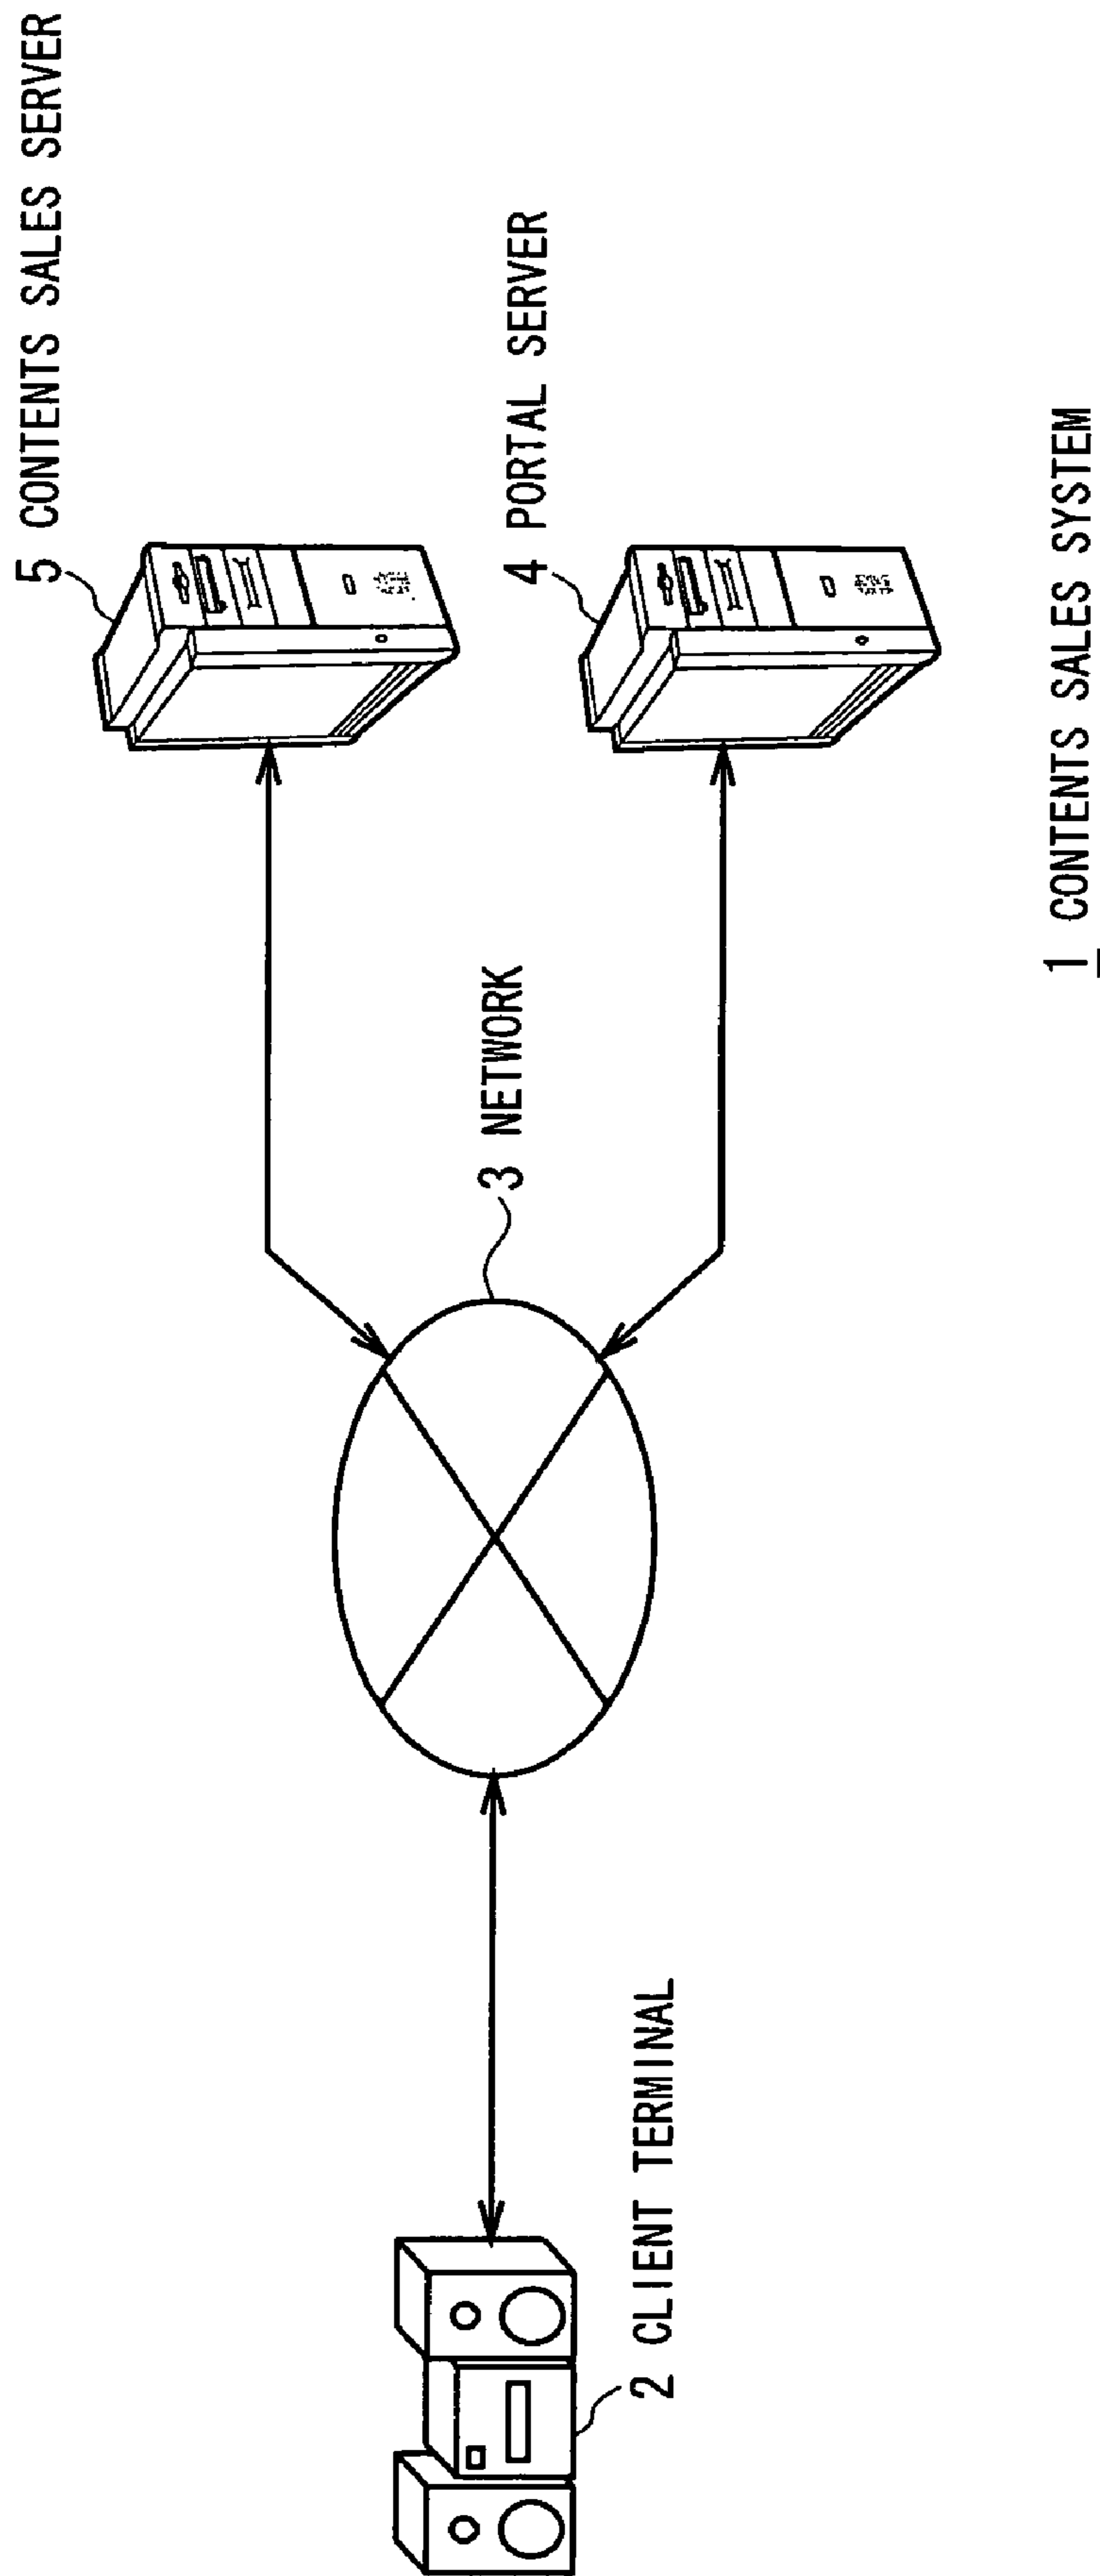 5 CONTENTS SALES SERVER
4 PORTAL SERVER
3 NETWORK
2 CLIENT TERMINAL
1 CONTENTS SALES SYSTEM